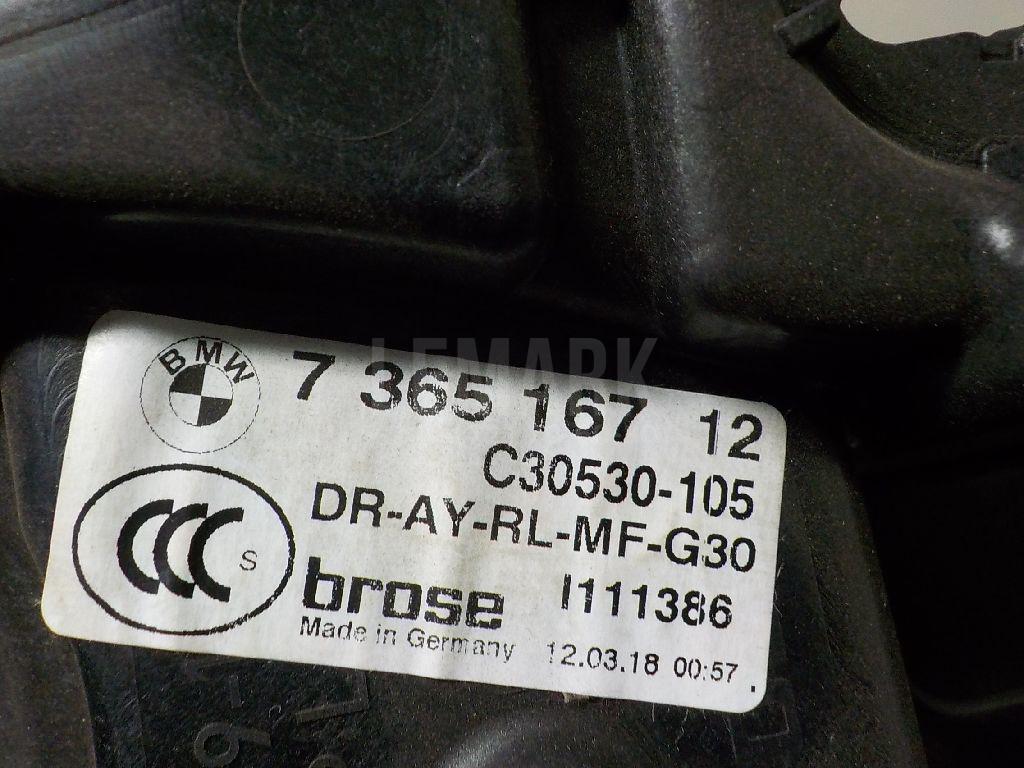 LEMARK
BMW 7 365 167 12
C30530-105
DR-AY-RL-MF-G30
CCC S
brose I111386
Made in Germany 12.03.18 00:57